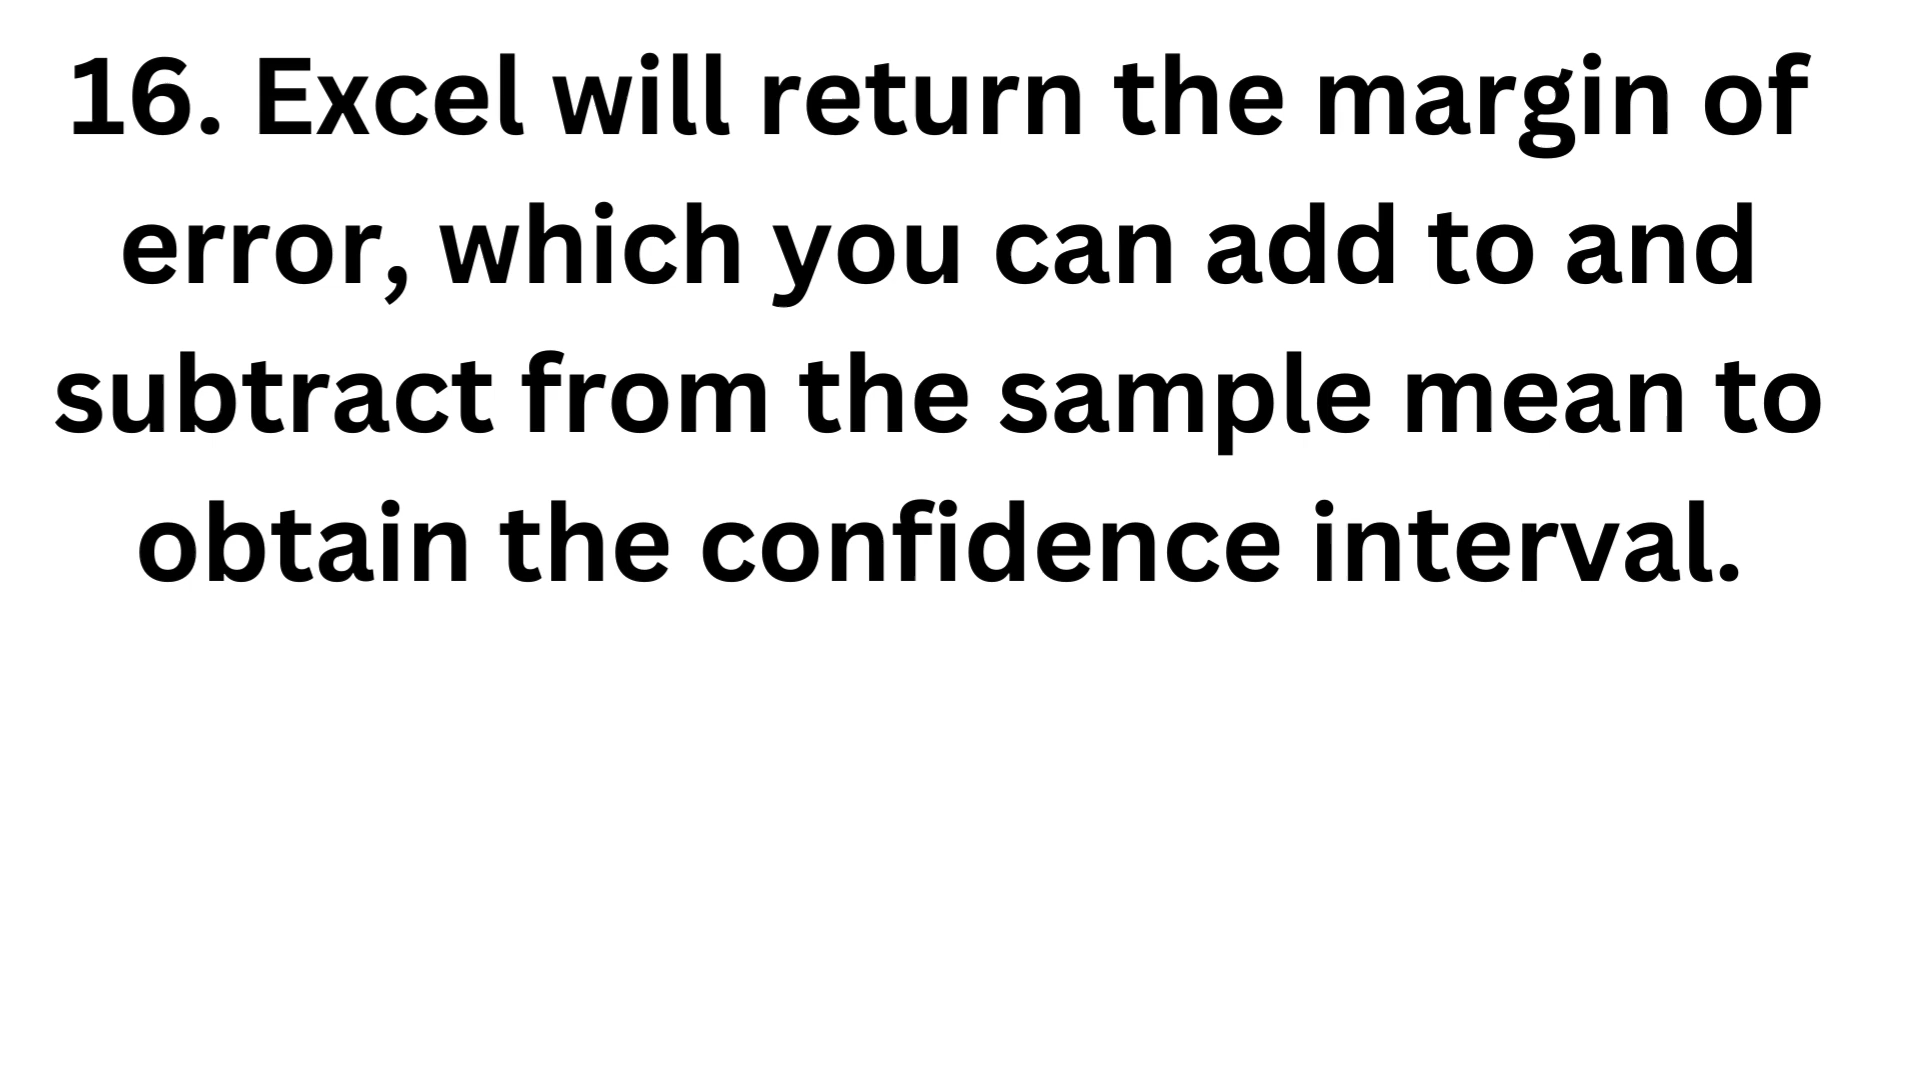 16. Excel will return the margin of
error, which you can add to and
subtract from the sample mean to
obtain the confidence interval.